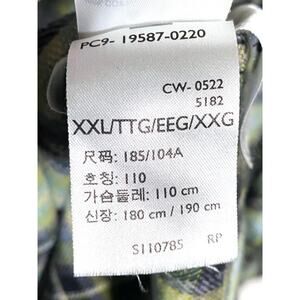 PC9- 19587-0220
CW-0522
5182
XXL/TTG/EEG/XXG
尺码: 185/104A
호칭: 110
가슴둘레: 110 cm
신장: 180 cm / 190 cm
S110785 RP